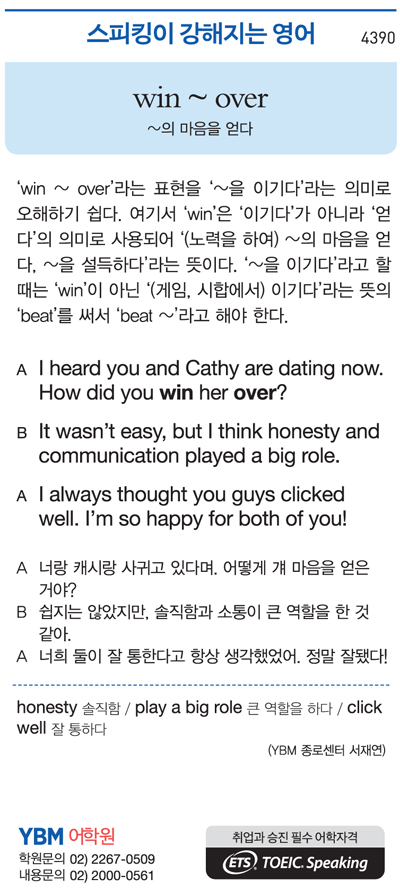 스피킹이 강해지는 영어 4390
win ~ over
~의 마음을 얻다
‘win ~ over’라는 표현을 ‘~을 이기다’라는 의미로
오해하기 쉽다. 여기서 ‘win’은 ‘이기다’가 아니라 ‘얻
다’의 의미로 사용되어 ‘(노력을 하여) ~의 마음을 얻
다, ~을 설득하다’라는 뜻이다. ‘~을 이기다’라고 할
때는 ‘win’이 아닌 ‘(게임, 시합에서) 이기다’라는 뜻의
‘beat’를 써서 ‘beat ~’라고 해야 한다.
A I heard you and Cathy are dating now.
How did you win her over?
B It wasn’t easy, but I think honesty and
communication played a big role.
A I always thought you guys clicked
well. I’m so happy for both of you!
A 너랑 캐시랑 사귀고 있다며. 어떻게 걔 마음을 얻은
거야?
B 쉽지는 않았지만, 솔직함과 소통이 큰 역할을 한 것
같아.
A 너희 둘이 잘 통한다고 항상 생각했었어. 정말 잘됐다!
honesty 솔직함 / play a big role 큰 역할을 하다 / click
well 잘 통하다
(YBM 종로센터 서재연)
YBM 어학원
학원문의 02) 2267-0509
내용문의 02) 2000-0561
취업과 승진 필수 어학자격
ETS TOEIC. Speaking